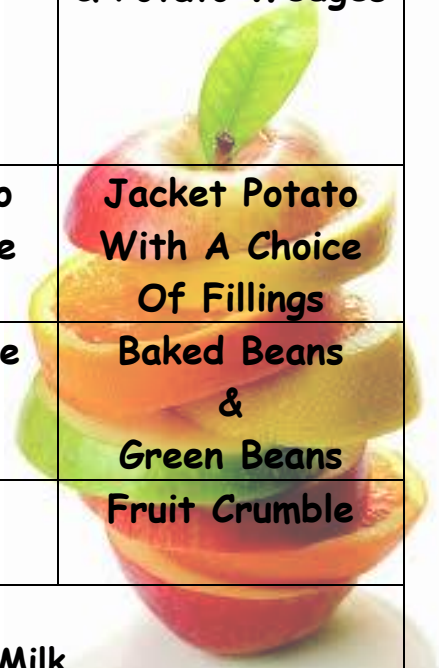 Jacket Potato
With A Choice
Of Fillings
Baked Beans
&
Green Beans
Fruit Crumble
Milk